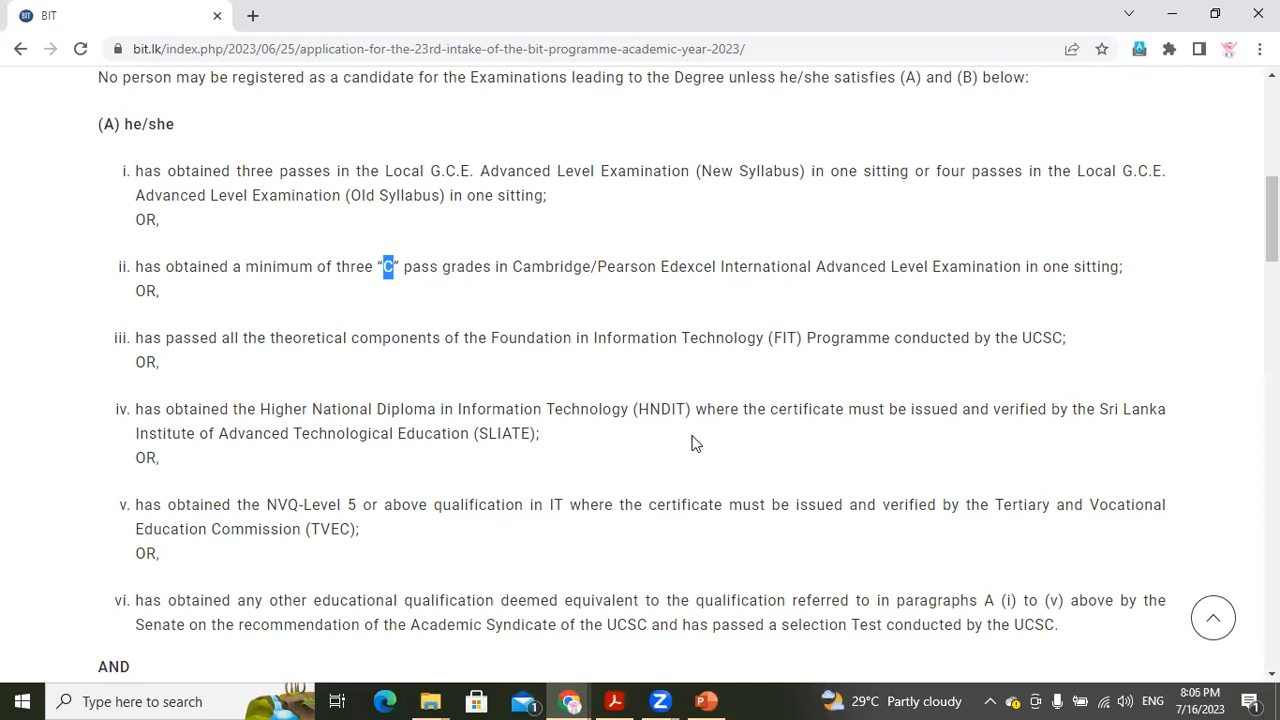 BIT
BIT
bit.lk/index.php/2023/06/25/application-for-the-23rd-intake-of-the-bit-programme-academic-year-2023/
No person may be registered as a candidate for the Examinations leading to the Degree unless he/she satisfies (A) and (B) below:
(A) he/she
i. has obtained three passes in the Local G.C.E. Advanced Level Examination (New Syllabus) in one sitting or four passes in the Local G.C.E.
Advanced Level Examination (Old Syllabus) in one sitting;
OR,
ii. has obtained a minimum of three “C” pass grades in Cambridge/Pearson Edexcel International Advanced Level Examination in one sitting;
OR,
iii. has passed all the theoretical components of the Foundation in Information Technology (FIT) Programme conducted by the UCSC;
OR,
iv. has obtained the Higher National Diploma in Information Technology (HNDIT) where the certificate must be issued and verified by the Sri Lanka
Institute of Advanced Technological Education (SLIATE);
OR,
v. has obtained the NVQ-Level 5 or above qualification in IT where the certificate must be issued and verified by the Tertiary and Vocational
Education Commission (TVEC);
OR,
vi. has obtained any other educational qualification deemed equivalent to the qualification referred to in paragraphs A (i) to (v) above by the
Senate on the recommendation of the Academic Syndicate of the UCSC and has passed a selection Test conducted by the UCSC.
AND
Type here to search
1
29°C Partly cloudy
ENG
8:06 PM
7/16/2023
1